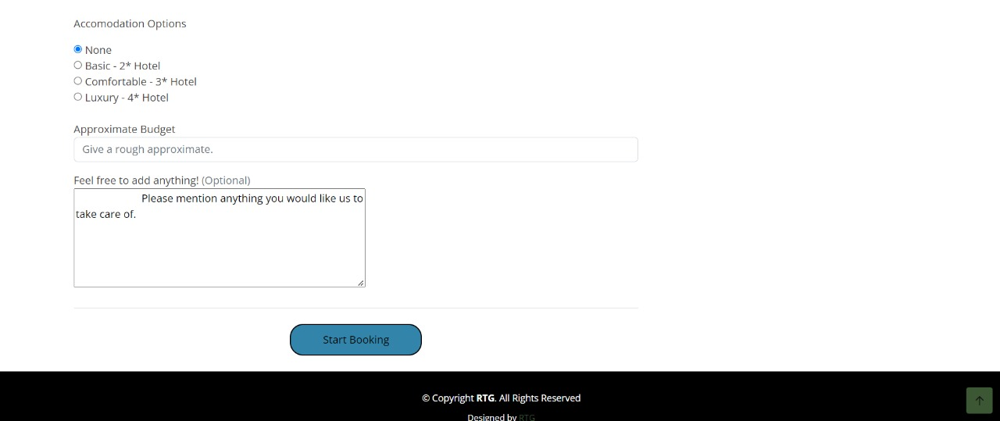 Accomodation Options
None
Basic - 2* Hotel
Comfortable - 3* Hotel
Luxury - 4* Hotel
Approximate Budget
Give a rough approximate.
Feel free to add anything! (Optional)
Please mention anything you would like us to
take care of.
Start Booking
© Copyright RTG. All Rights Reserved
Designed by RTG